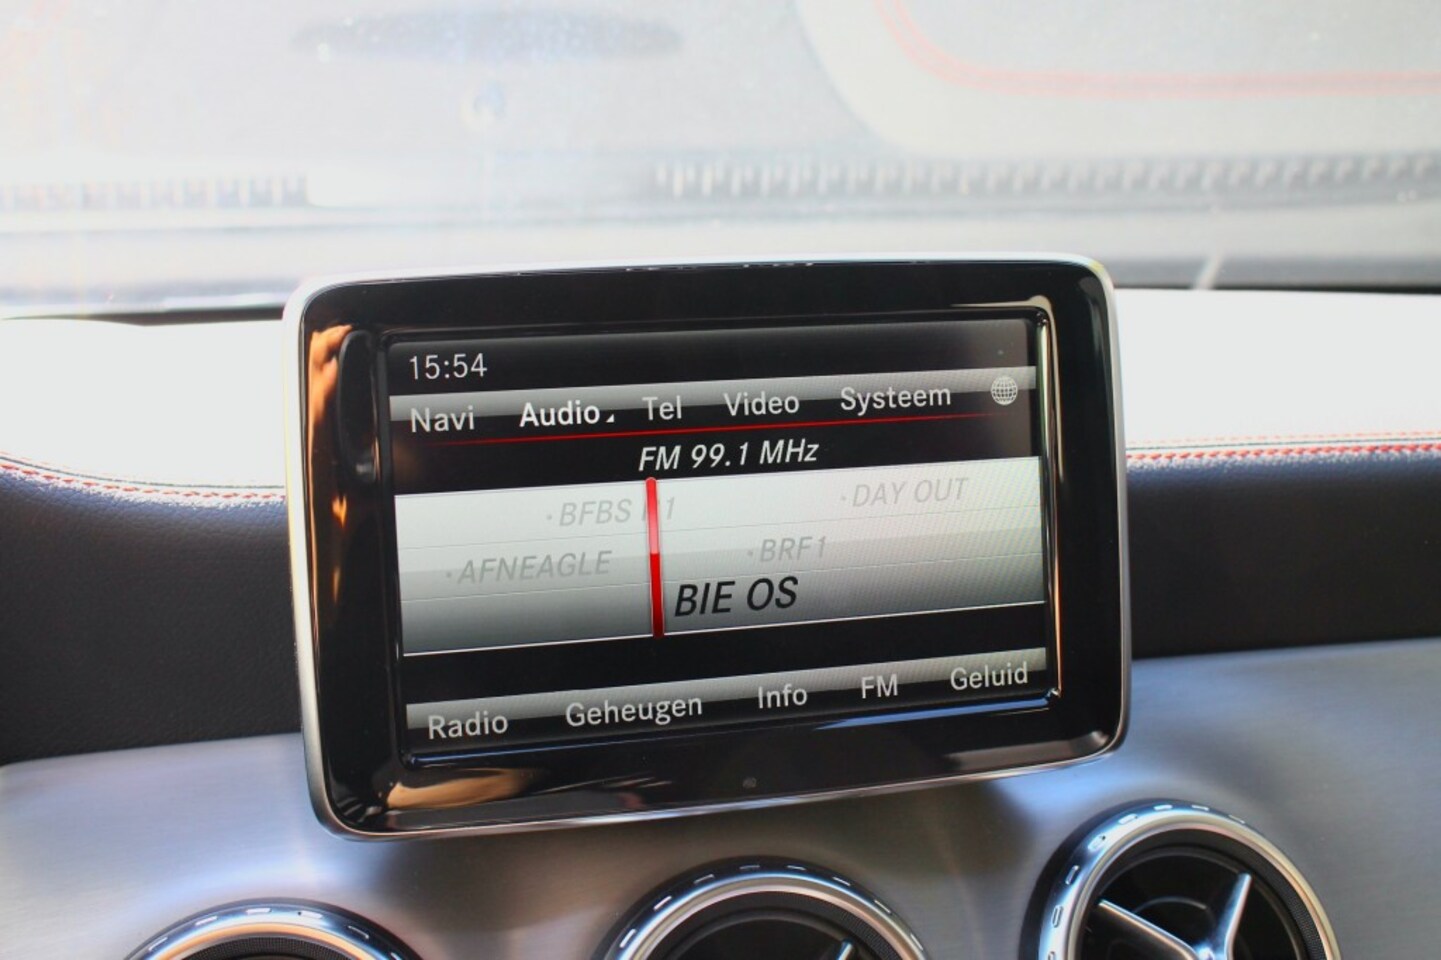 15:54
Navi Audio Tel Video Systeem
FM 99.1 MHz
BFBS R1 DAY OUT
AFNEAGLE BRF1
BIE OS
Radio Geheugen Info FM Geluid